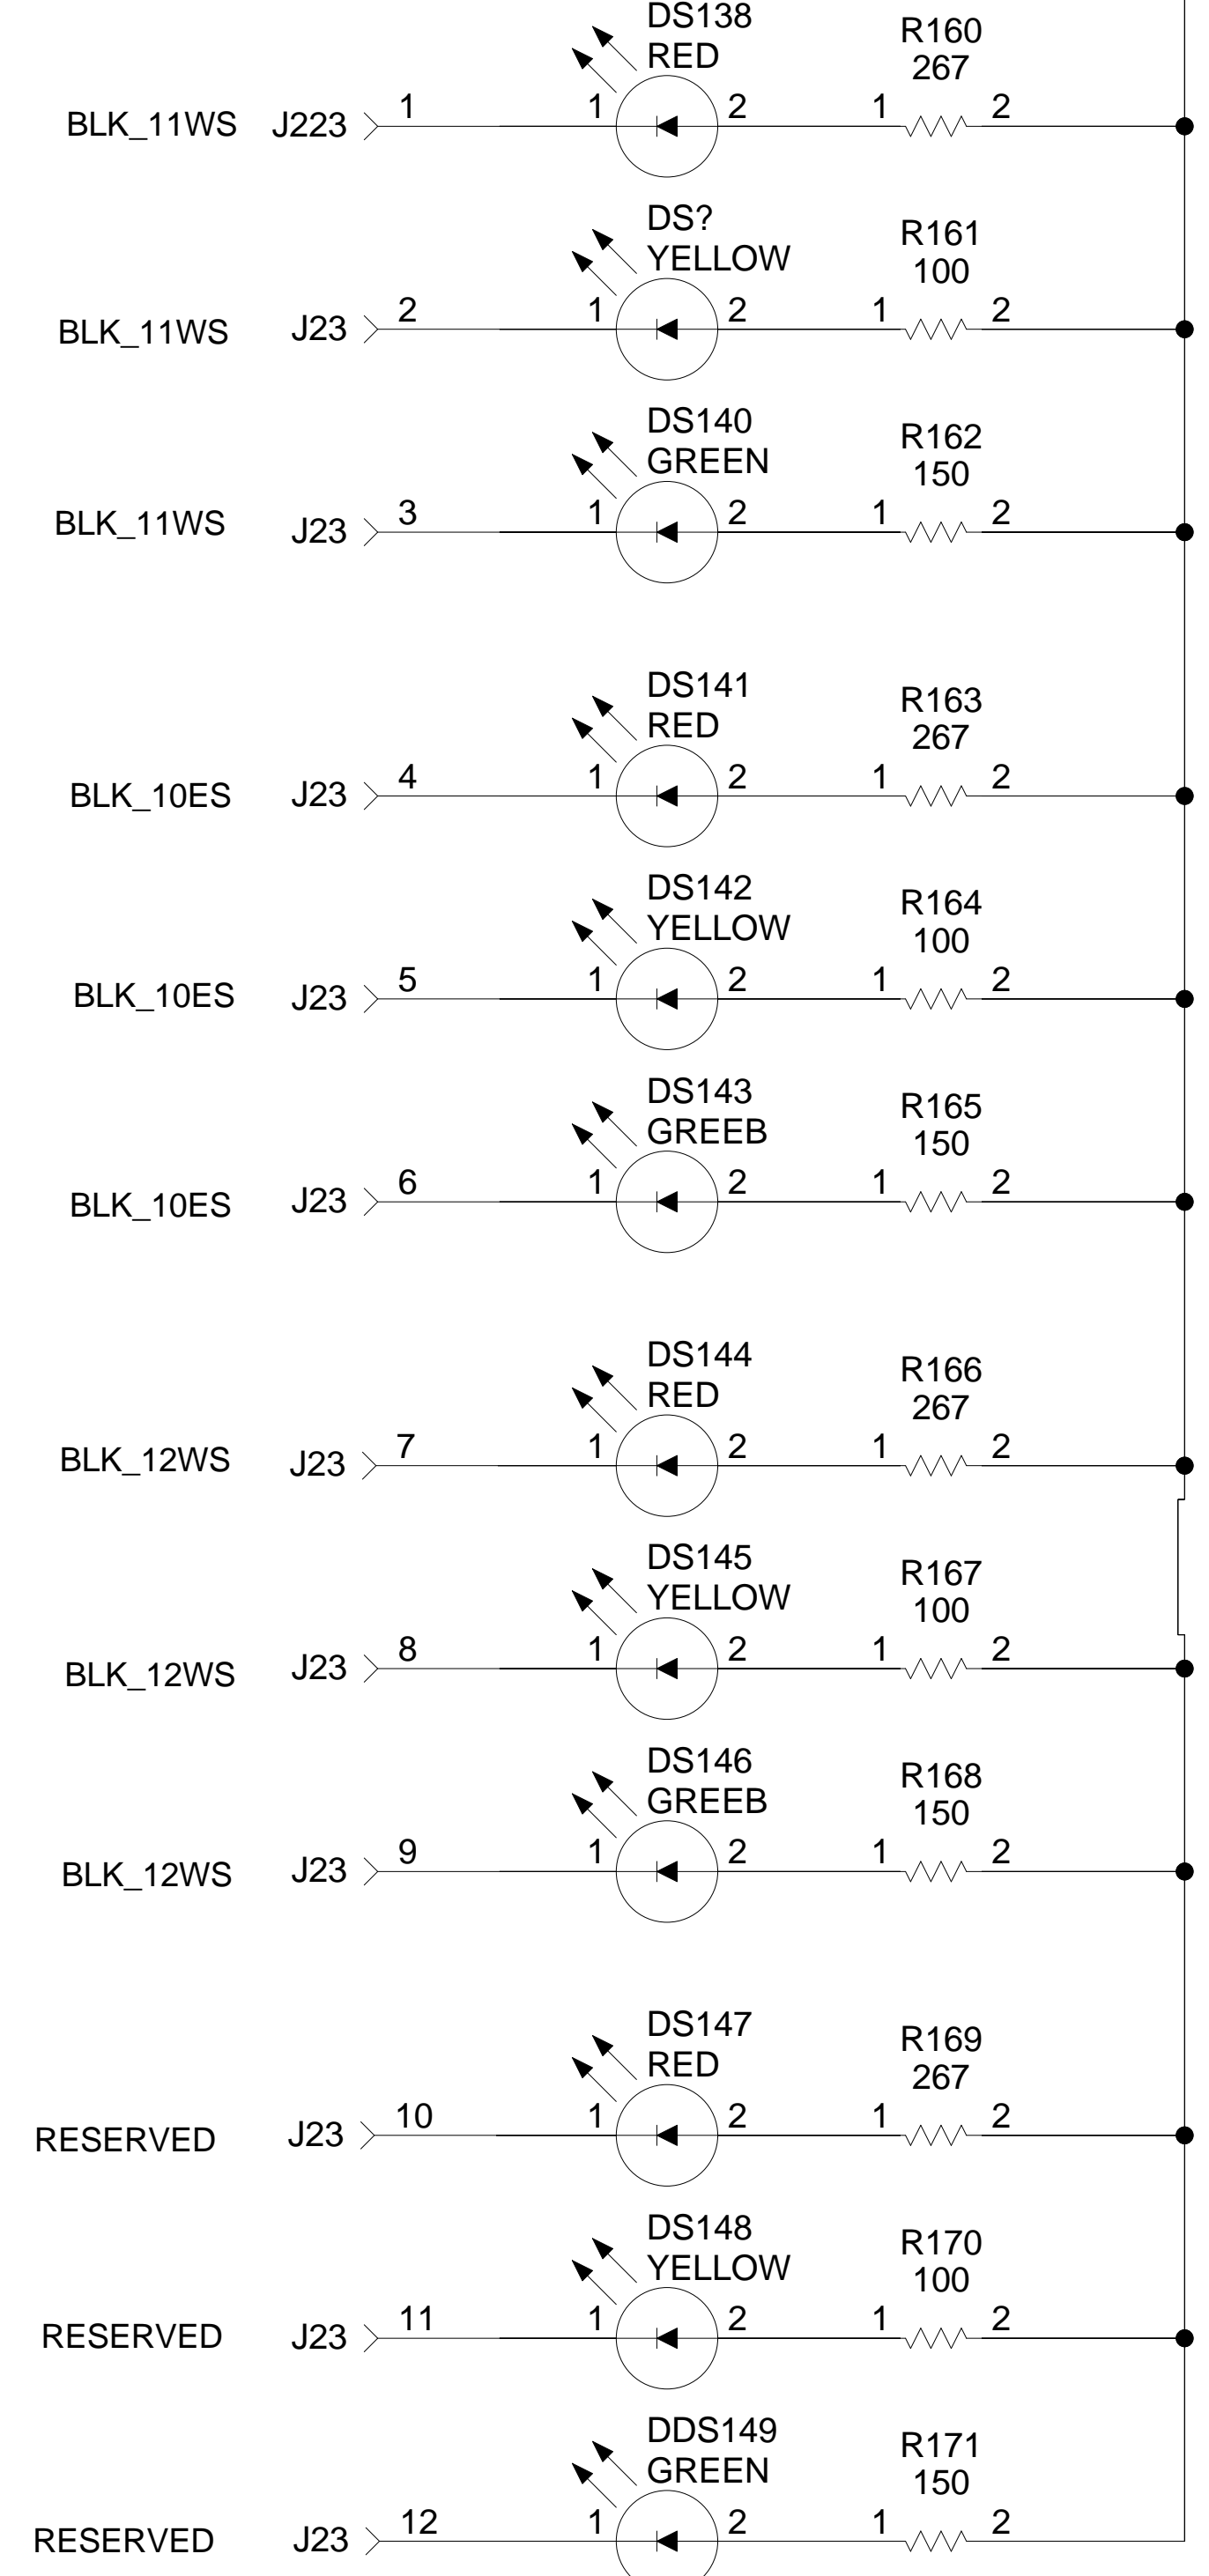 DS138
RED
R160
267
BLK_11WS J223 1 1 2 1 2
DS?
YELLOW
R161
100
BLK_11WS J23 2 1 2 1 2
DS140
GREEN
R162
150
BLK_11WS J23 3 1 2 1 2
DS141
RED
R163
267
BLK_10ES J23 4 1 2 1 2
DS142
YELLOW
R164
100
BLK_10ES J23 5 1 2 1 2
DS143
GREEB
R165
150
BLK_10ES J23 6 1 2 1 2
DS144
RED
R166
267
BLK_12WS J23 7 1 2 1 2
DS145
YELLOW
R167
100
BLK_12WS J23 8 1 2 1 2
DS146
GREEB
R168
150
BLK_12WS J23 9 1 2 1 2
DS147
RED
R169
267
RESERVED J23 10 1 2 1 2
DS148
YELLOW
R170
100
RESERVED J23 11 1 2 1 2
DDS149
GREEN
R171
150
RESERVED J23 12 1 2 1 2